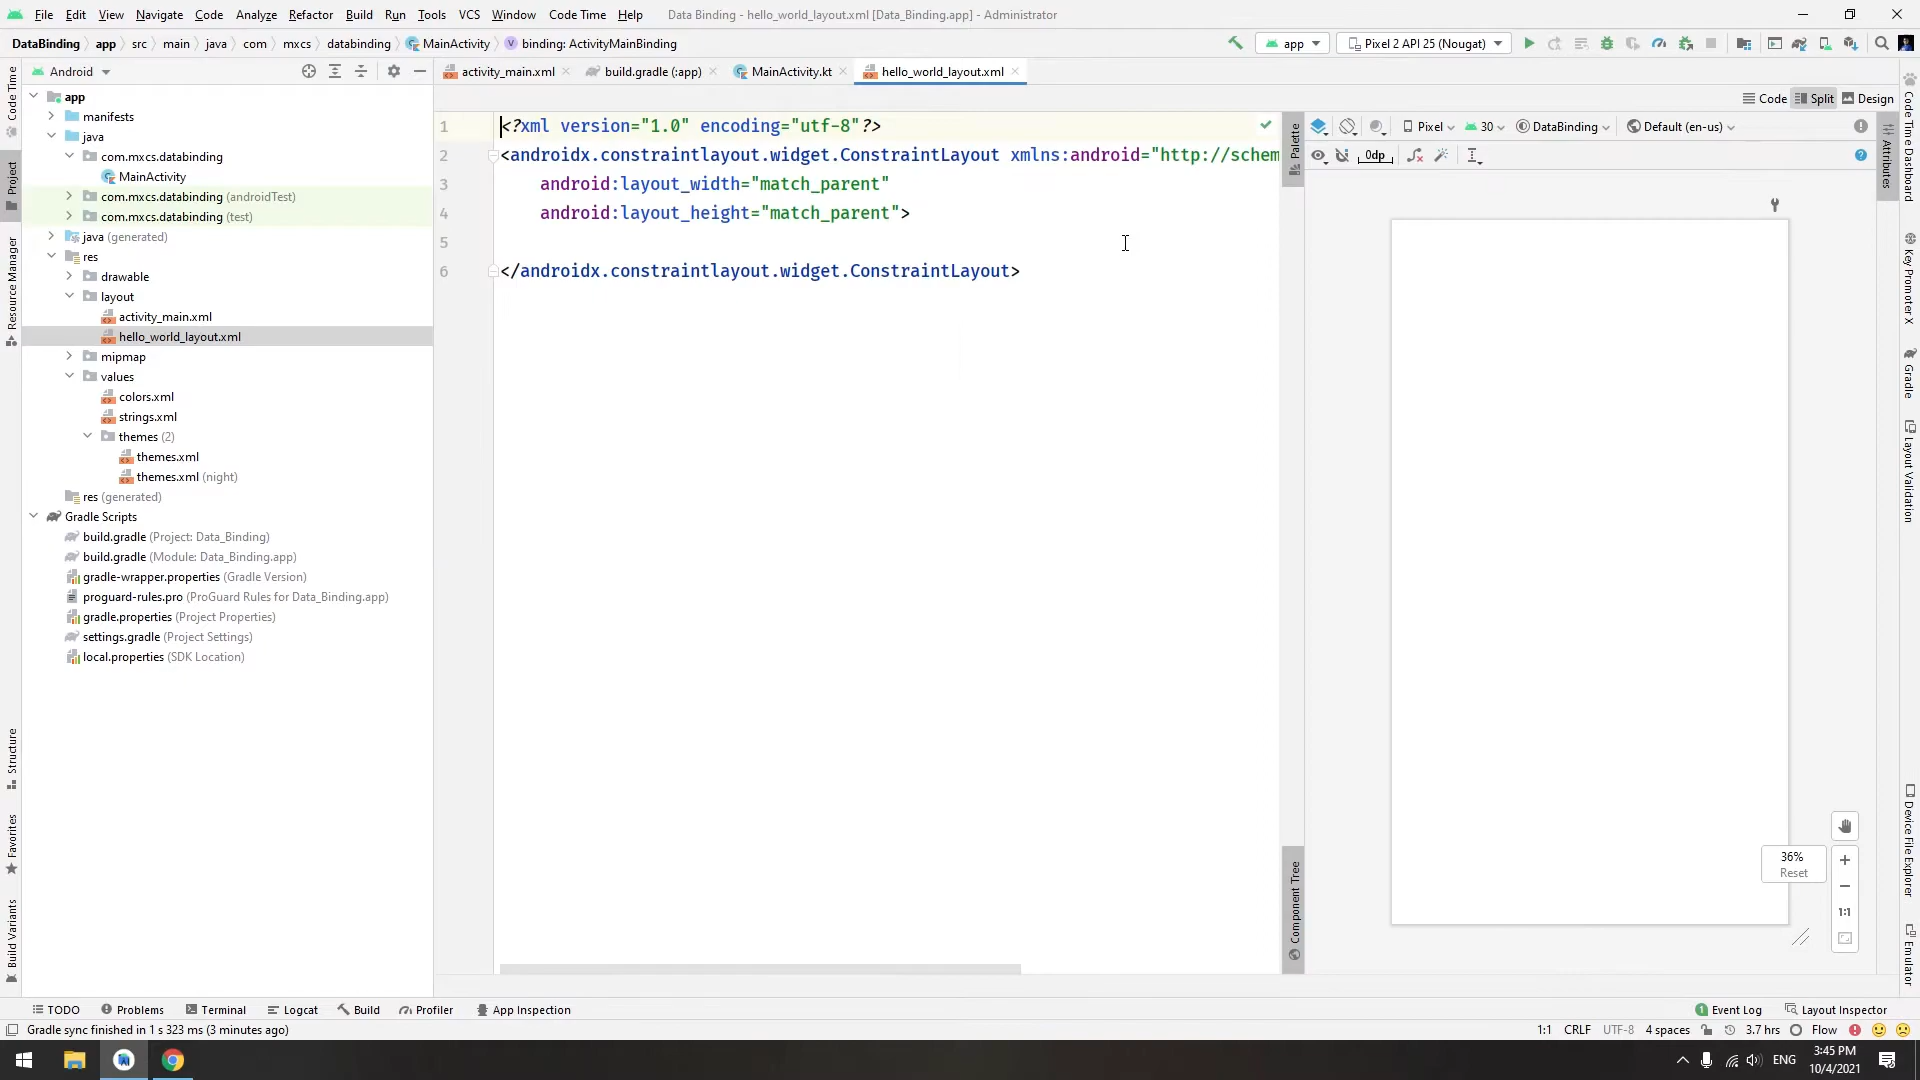 File Edit View Navigate Code Analyze Refactor Build Run Tools VCS Window Code Time Help Data Binding - hello_world_layout.xml [Data_Binding.app] - Administrator
DataBinding app src main java com mxcs databinding MainActivity binding: ActivityMainBinding app Pixel 2 API 25 (Nougat)
Android
activity_main.xml build.gradle (:app) MainActivity.kt hello_world_layout.xml
Code Split Design
app
manifests
java
com.mxcs.databinding
MainActivity
com.mxcs.databinding (androidTest)
com.mxcs.databinding (test)
java (generated)
res
drawable
layout
activity_main.xml
hello_world_layout.xml
mipmap
values
colors.xml
strings.xml
themes (2)
themes.xml
themes.xml (night)
res (generated)
Gradle Scripts
build.gradle (Project: Data_Binding)
build.gradle (Module: Data_Binding.app)
gradle-wrapper.properties (Gradle Version)
proguard-rules.pro (ProGuard Rules for Data_Binding.app)
gradle.properties (Project Properties)
settings.gradle (Project Settings)
local.properties (SDK Location)
1 <?xml version="1.0" encoding="utf-8"?>
2 <androidx.constraintlayout.widget.ConstraintLayout xmlns:android="http://schem
3 android:layout_width="match_parent"
4 android:layout_height="match_parent">
5
6 </androidx.constraintlayout.widget.ConstraintLayout>
Pixel 30 DataBinding Default (en-us)
0dp
Palette
Component Tree
Attributes
36%
Reset
1:1
Code Time
Project
Resource Manager
Structure
Favorites
Build Variants
Code Time Dashboard
Key Promoter X
Gradle
Layout Validation
Device File Explorer
Emulator
TODO Problems Terminal Logcat Build Profiler App Inspection 1 Event Log Layout Inspector
Gradle sync finished in 1 s 323 ms (3 minutes ago) 1:1 CRLF UTF-8 4 spaces 3.7 hrs Flow
ENG
3:45 PM
10/4/2021